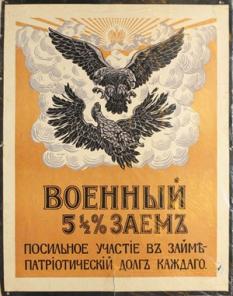 ВОЕННЫЙ
5½% ЗАЕМЪ
ПОСИЛЬНОЕ УЧАСТІЕ ВЪ ЗАЙМѢ-
ПАТРІОТИЧЕСКІЙ ДОЛГЪ КАЖДАГО.